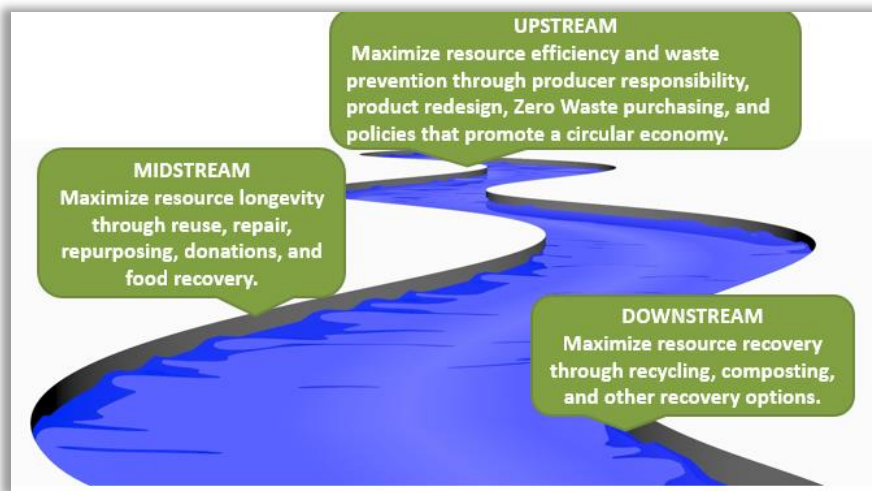 UPSTREAM
Maximize resource efficiency and waste
prevention through producer responsibility,
product redesign, Zero Waste purchasing, and
policies that promote a circular economy.
MIDSTREAM
Maximize resource longevity
through reuse, repair,
repurposing, donations, and
food recovery.
DOWNSTREAM
Maximize resource recovery
through recycling, composting,
and other recovery options.